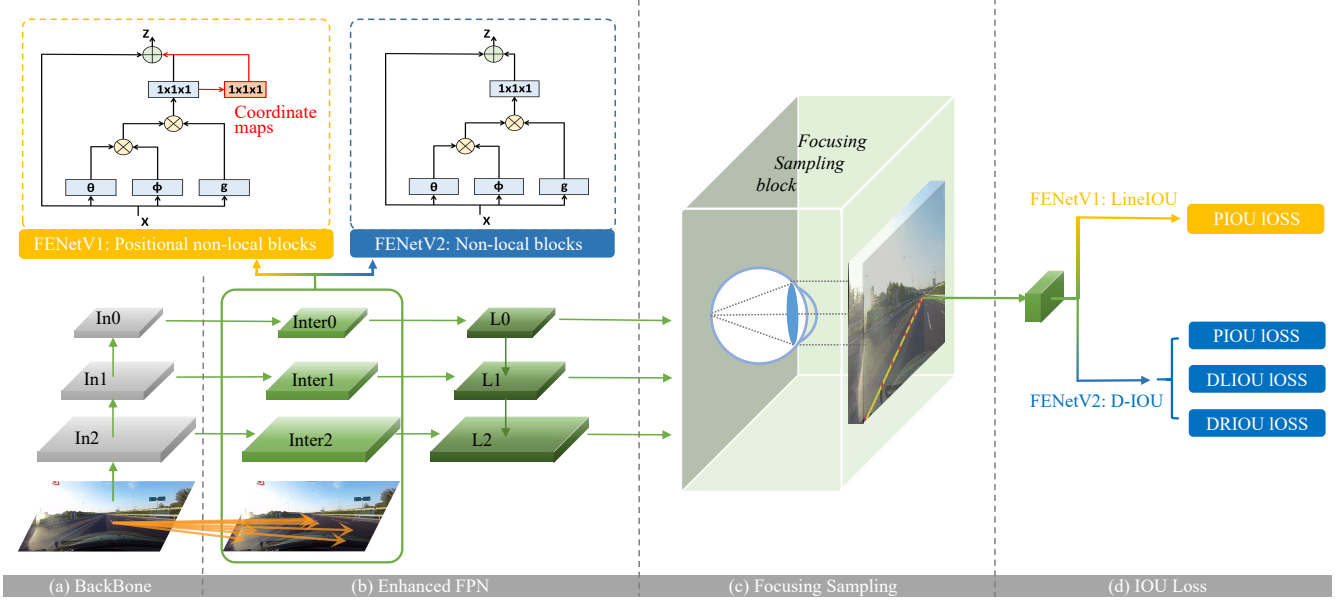 Z
1x1x1
1x1x1
Coordinate
maps
θ
ϕ
g
X
FENetV1: Positional non-local blocks
Z
1x1x1
θ
ϕ
g
X
FENetV2: Non-local blocks
In0
In1
In2
Inter0
Inter1
Inter2
L0
L1
L2
Focusing
Sampling
block
FENetV1: LineIOU
PIOU lOSS
FENetV2: D-IOU
PIOU lOSS
DLIOU lOSS
DRIOU lOSS
(a) BackBone
(b) Enhanced FPN
(c) Focusing Sampling
(d) IOU Loss